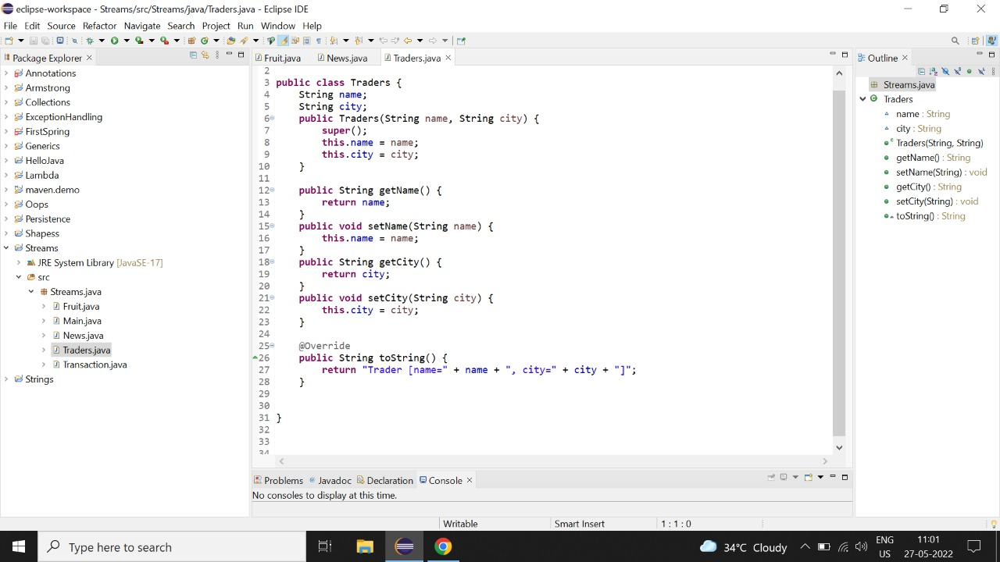 eclipse-workspace - Streams/src/Streams/java/Traders.java - Eclipse IDE
File Edit Source Refactor Navigate Search Project Run Window Help
Package Explorer
Annotations
Armstrong
Collections
ExceptionHandling
FirstSpring
Generics
HelloJava
Lambda
maven.demo
Oops
Persistence
Shapess
Streams
JRE System Library [JavaSE-17]
src
Streams.java
Fruit.java
Main.java
News.java
Traders.java
Transaction.java
Strings
Fruit.java News.java Traders.java
2
3 public class Traders {
4 String name;
5 String city;
6 public Traders(String name, String city) {
7 super();
8 this.name = name;
9 this.city = city;
10 }
11
12 public String getName() {
13 return name;
14 }
15 public void setName(String name) {
16 this.name = name;
17 }
18 public String getCity() {
19 return city;
20 }
21 public void setCity(String city) {
22 this.city = city;
23 }
24
25 @Override
26 public String toString() {
27 return "Trader [name=" + name + ", city=" + city + "]";
28 }
29
30
31 }
32
33
34
Problems Javadoc Declaration Console
No consoles to display at this time.
Outline
Streams.java
Traders
name : String
city : String
Traders(String, String)
getName() : String
setName(String) : void
getCity() : String
setCity(String) : void
toString() : String
Writable Smart Insert 1 : 1 : 0
Type here to search
34°C Cloudy
ENG
US
11:01
27-05-2022